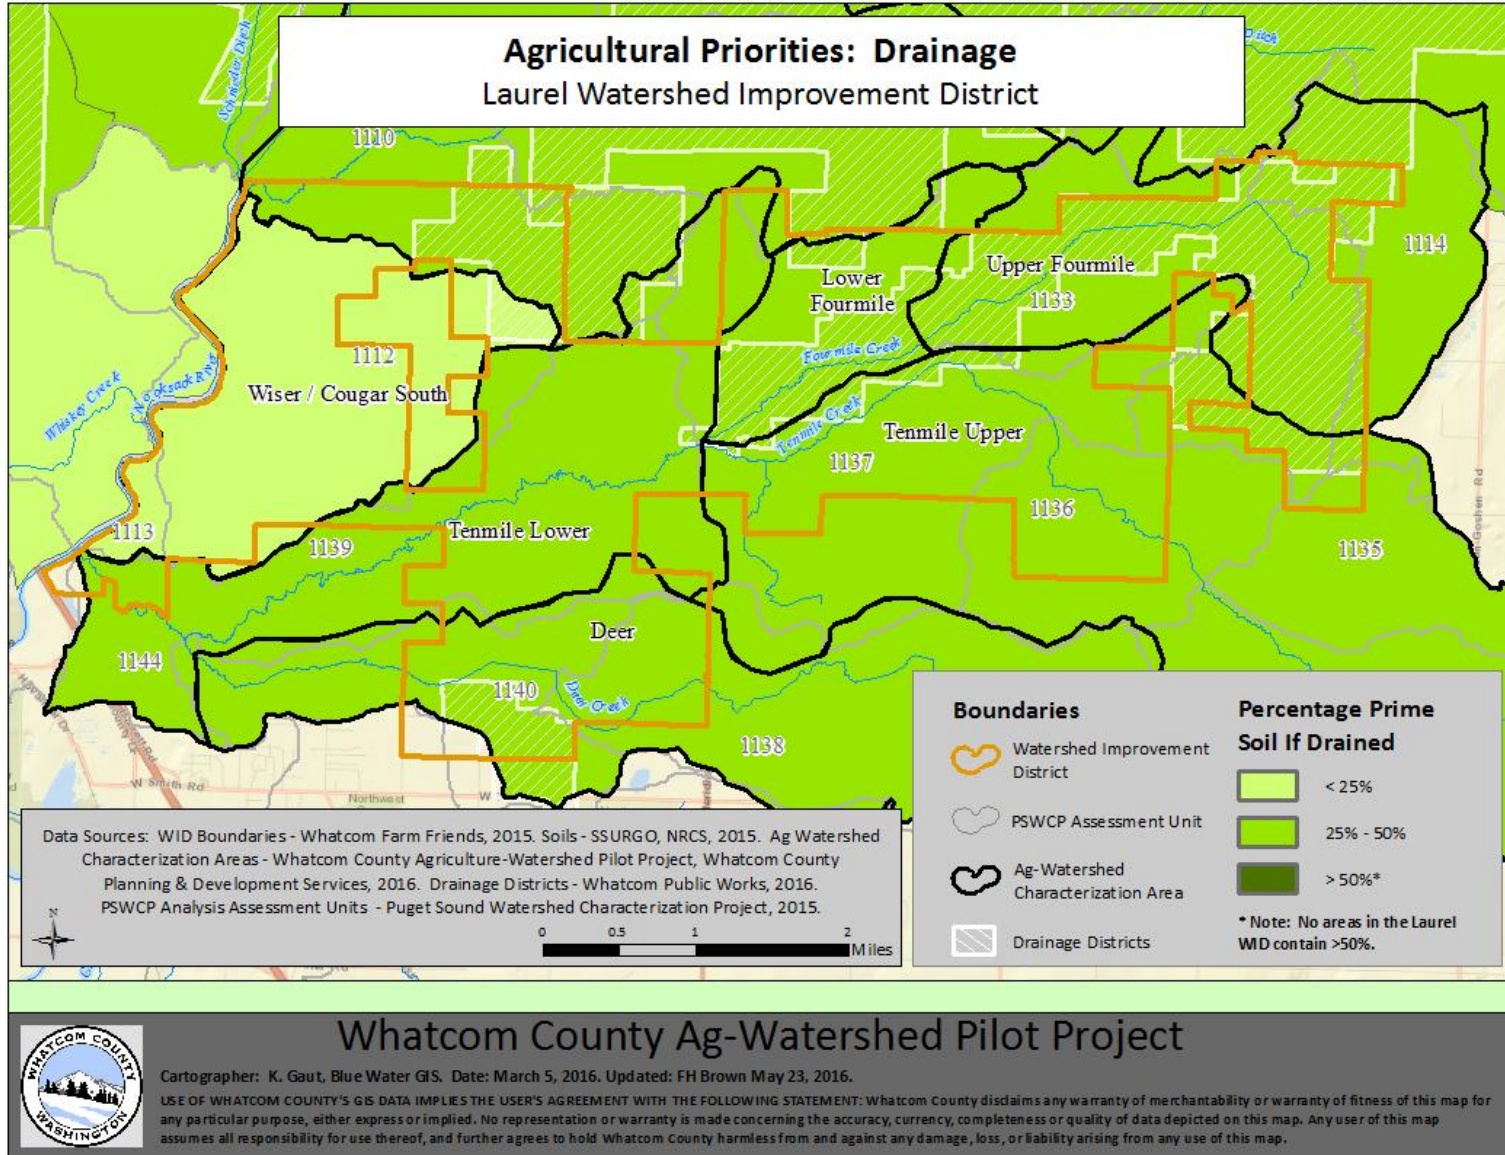 Agricultural Priorities: Drainage
Laurel Watershed Improvement District
Schneider Ditch
Ditch
1110
1114
Lower
Fourmile
Upper Fourmile
1133
1112
Wiser / Cougar South
Whiskey Creek
Nooksack River
Fourmile Creek
Tenmile Creek
Tenmile Upper
1137
1136
1135
1113
1139
Tenmile Lower
Deer
1144
1140
Deer Creek
1138
W Smith Rd
Northwest
W
Boundaries
Watershed Improvement
District
PSWCP Assessment Unit
Ag-Watershed
Characterization Area
Drainage Districts
Percentage Prime
Soil If Drained
< 25%
25% - 50%
> 50%*
* Note: No areas in the Laurel
WID contain >50%.
Data Sources: WID Boundaries - Whatcom Farm Friends, 2015. Soils - SSURGO, NRCS, 2015. Ag Watershed
Characterization Areas - Whatcom County Agriculture-Watershed Pilot Project, Whatcom County
Planning & Development Services, 2016. Drainage Districts - Whatcom Public Works, 2016.
PSWCP Analysis Assessment Units - Puget Sound Watershed Characterization Project, 2015.
N
0 0.5 1 2
Miles
WHATCOM COUNTY
WASHINGTON
Whatcom County Ag-Watershed Pilot Project
Cartographer: K. Gaut, Blue Water GIS. Date: March 5, 2016. Updated: FH Brown May 23, 2016.
USE OF WHATCOM COUNTY'S GIS DATA IMPLIES THE USER'S AGREEMENT WITH THE FOLLOWING STATEMENT: Whatcom County disclaims any warranty of merchantability or warranty of fitness of this map for
any particular purpose, either express or implied. No representation or warranty is made concerning the accuracy, currency, completeness or quality of data depicted on this map. Any user of this map
assumes all responsibility for use thereof, and further agrees to hold Whatcom County harmless from and against any damage, loss, or liability arising from any use of this map.